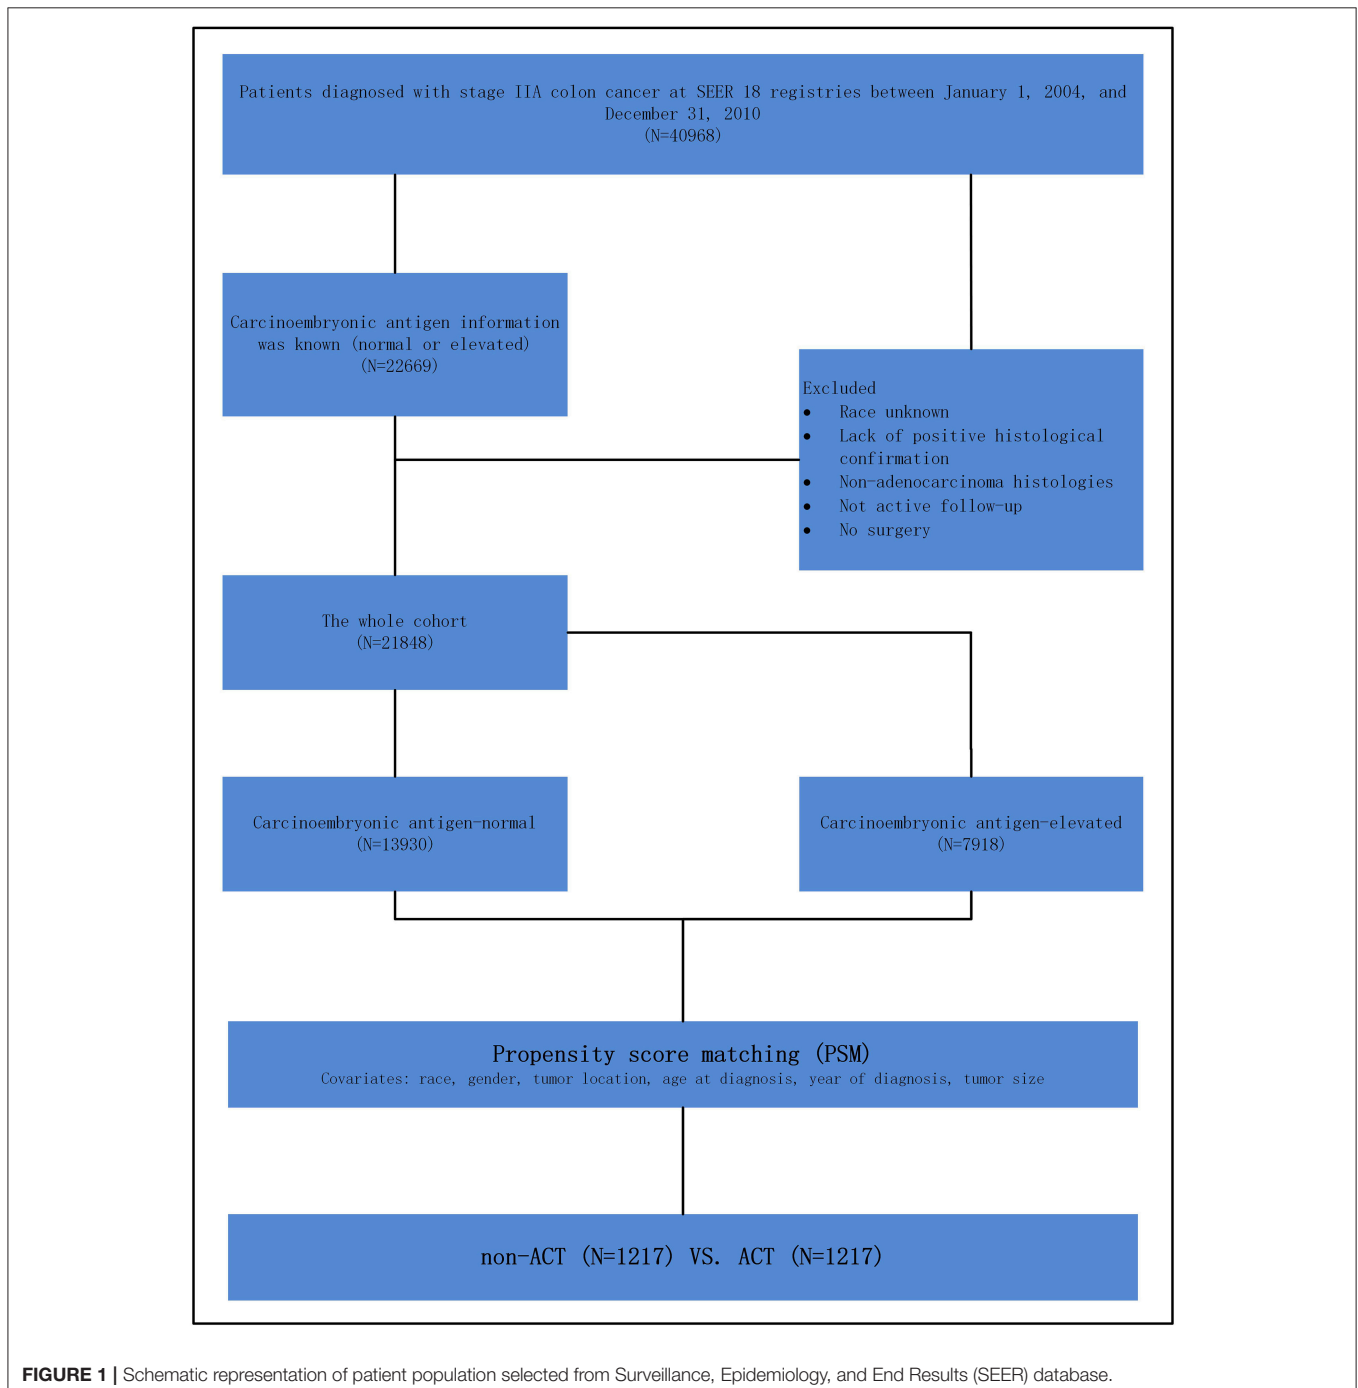 Patients diagnosed with stage IIA colon cancer at SEER 18 registries between January 1, 2004, and
December 31, 2010
(N=40968)
Carcinoembryonic antigen information
was known (normal or elevated)
(N=22669)
Excluded
• Race unknown
• Lack of positive histological
confirmation
• Non-adenocarcinoma histologies
• Not active follow-up
• No surgery
The whole cohort
(N=21848)
Carcinoembryonic antigen-normal
(N=13930)
Carcinoembryonic antigen-elevated
(N=7918)
Propensity score matching (PSM)
Covariates: race, gender, tumor location, age at diagnosis, year of diagnosis, tumor size
non-ACT (N=1217) VS. ACT (N=1217)
FIGURE 1 | Schematic representation of patient population selected from Surveillance, Epidemiology, and End Results (SEER) database.